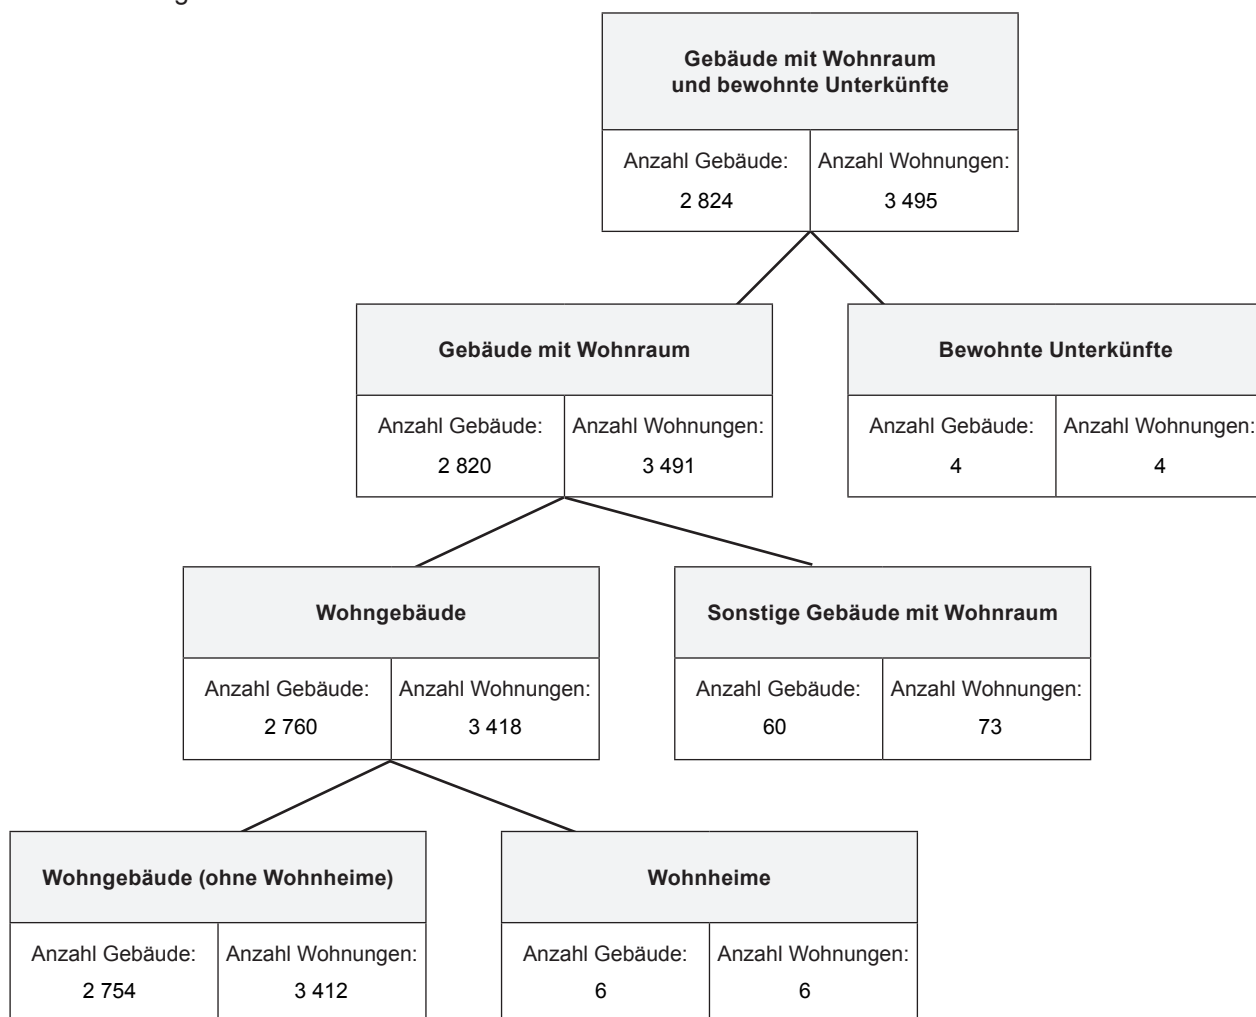 Gebäude mit Wohnraum
und bewohnte Unterkünfte
Anzahl Gebäude: Anzahl Wohnungen:
2 824 3 495
Gebäude mit Wohnraum
Anzahl Gebäude: Anzahl Wohnungen:
2 820 3 491
Bewohnte Unterkünfte
Anzahl Gebäude: Anzahl Wohnungen:
4 4
Wohngebäude
Anzahl Gebäude: Anzahl Wohnungen:
2 760 3 418
Sonstige Gebäude mit Wohnraum
Anzahl Gebäude: Anzahl Wohnungen:
60 73
Wohngebäude (ohne Wohnheime)
Anzahl Gebäude: Anzahl Wohnungen:
2 754 3 412
Wohnheime
Anzahl Gebäude: Anzahl Wohnungen:
6 6